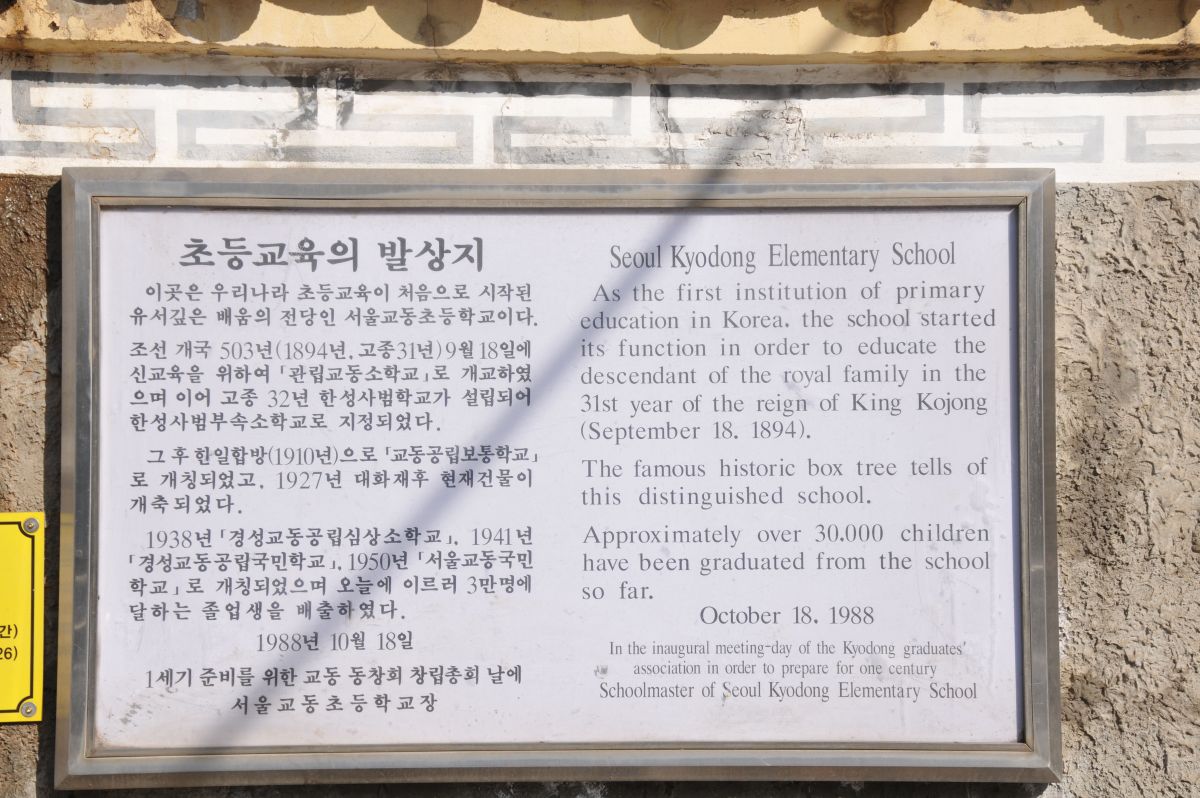 초등교육의 발상지
이곳은 우리나라 초등교육이 처음으로 시작된
유서깊은 배움의 전당인 서울교동초등학교이다.
조선 개국 503년(1894년, 고종31년)9월 18일에
신교육을 위하여 「관립교동소학교」로 개교하였
으며 이어 고종 32년 한성사범학교가 설립되어
한성사범부속소학교로 지정되었다.
그 후 한일합방(1910년)으로 「교동공립보통학교」
로 개칭되었고, 1927년 대화재후 현재건물이
개축되었다.
1938년 「경성교동공립심상소학교」, 1941년
「경성교동공립국민학교」, 1950년 「서울교동국민
학교」로 개칭되었으며 오늘에 이르러 3만명에
달하는 졸업생을 배출하였다.
1988년 10월 18일
1세기 준비를 위한 교동 동창회 창립총회 날에
서울교동초등학교장
Seoul Kyodong Elementary School
As the first institution of primary
education in Korea, the school started
its function in order to educate the
descendant of the royal family in the
31st year of the reign of King Kojong
(September 18. 1894).
The famous historic box tree tells of
this distinguished school.
Approximately over 30.000 children
have been graduated from the school
so far.
October 18. 1988
In the inaugural meeting-day of the Kyodong graduates'
association in order to prepare for one century
Schoolmaster of Seoul Kyodong Elementary School
간)
26)